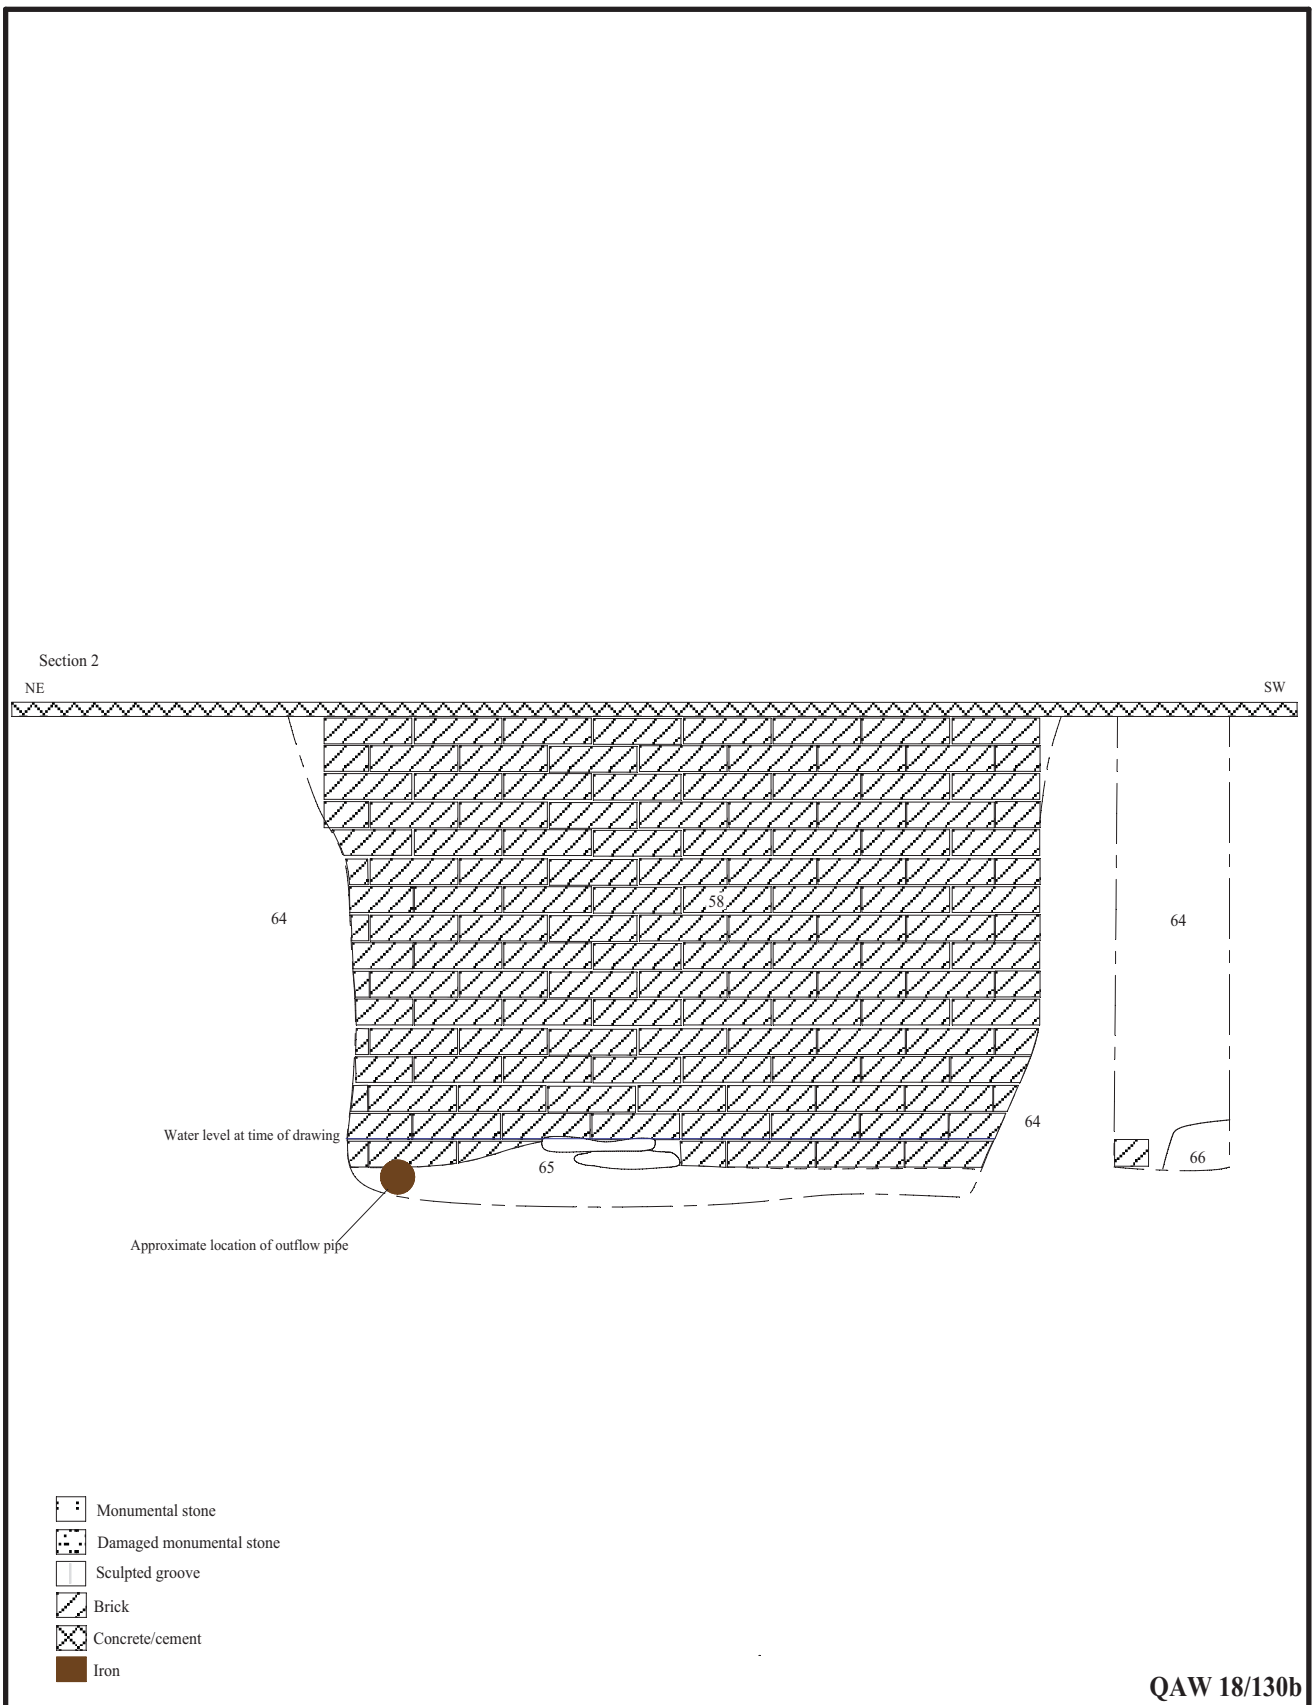 Section 2
NE
SW
58
64
64
64
Water level at time of drawing
65
66
Approximate location of outflow pipe
Monumental stone
Damaged monumental stone
Sculpted groove
Brick
Concrete/cement
Iron
QAW 18/130b